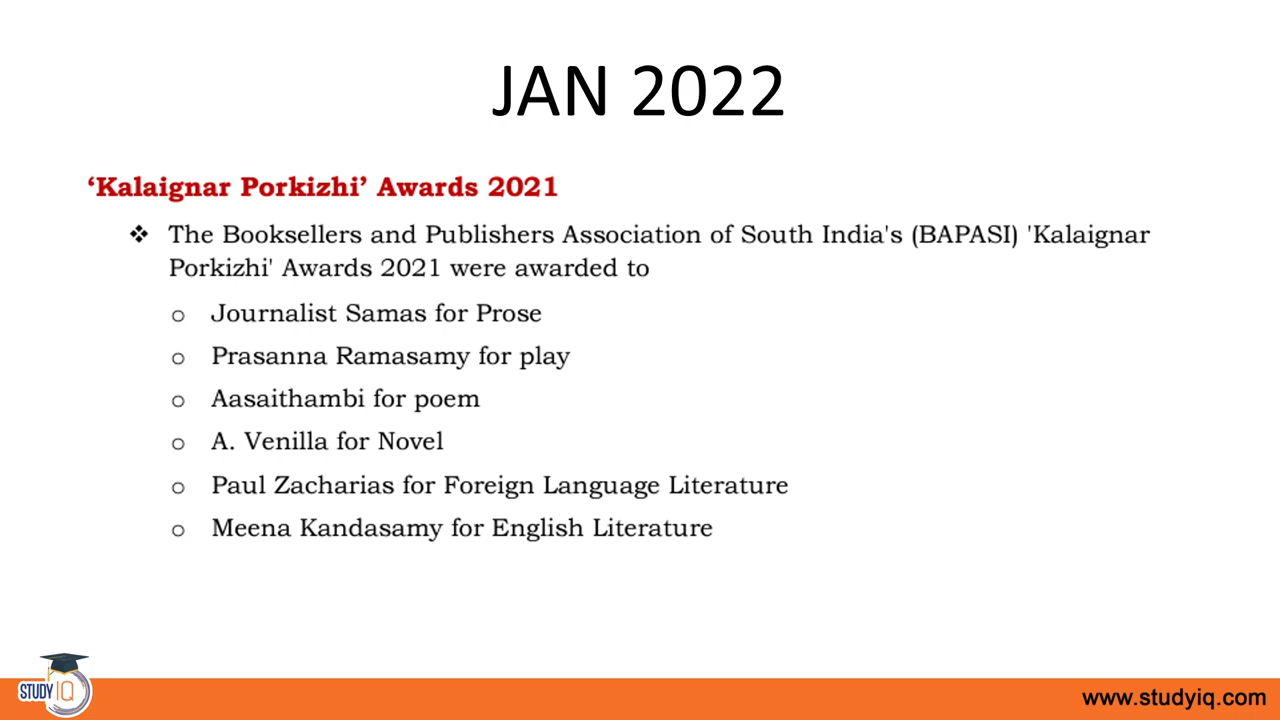 JAN 2022
‘Kalaignar Porkizhi’ Awards 2021
❖ The Booksellers and Publishers Association of South India's (BAPASI) 'Kalaignar
Porkizhi' Awards 2021 were awarded to
o Journalist Samas for Prose
o Prasanna Ramasamy for play
o Aasaithambi for poem
o A. Venilla for Novel
o Paul Zacharias for Foreign Language Literature
o Meena Kandasamy for English Literature
STUDY IQ
www.studyiq.com